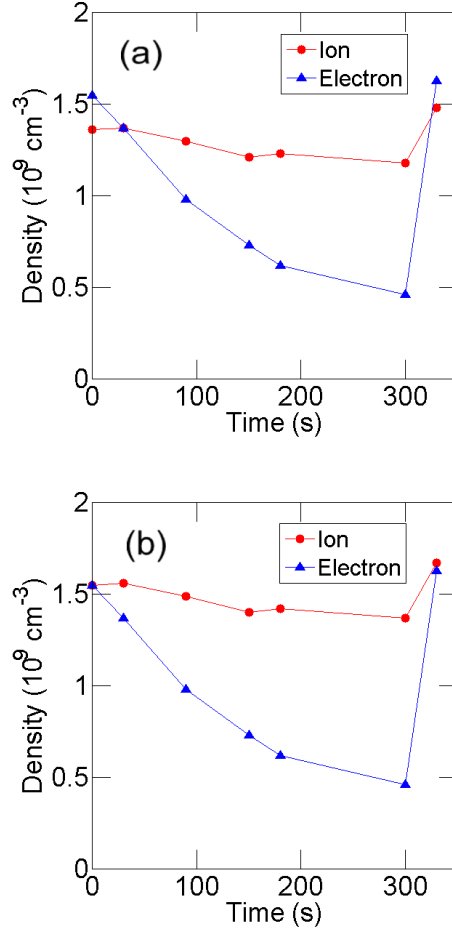 (a)
Ion
Electron
2
1.5
1
0.5
0
Density (10⁹ cm⁻³)
0 100 200 300
Time (s)
(b)
Ion
Electron
2
1.5
1
0.5
0
Density (10⁹ cm⁻³)
0 100 200 300
Time (s)